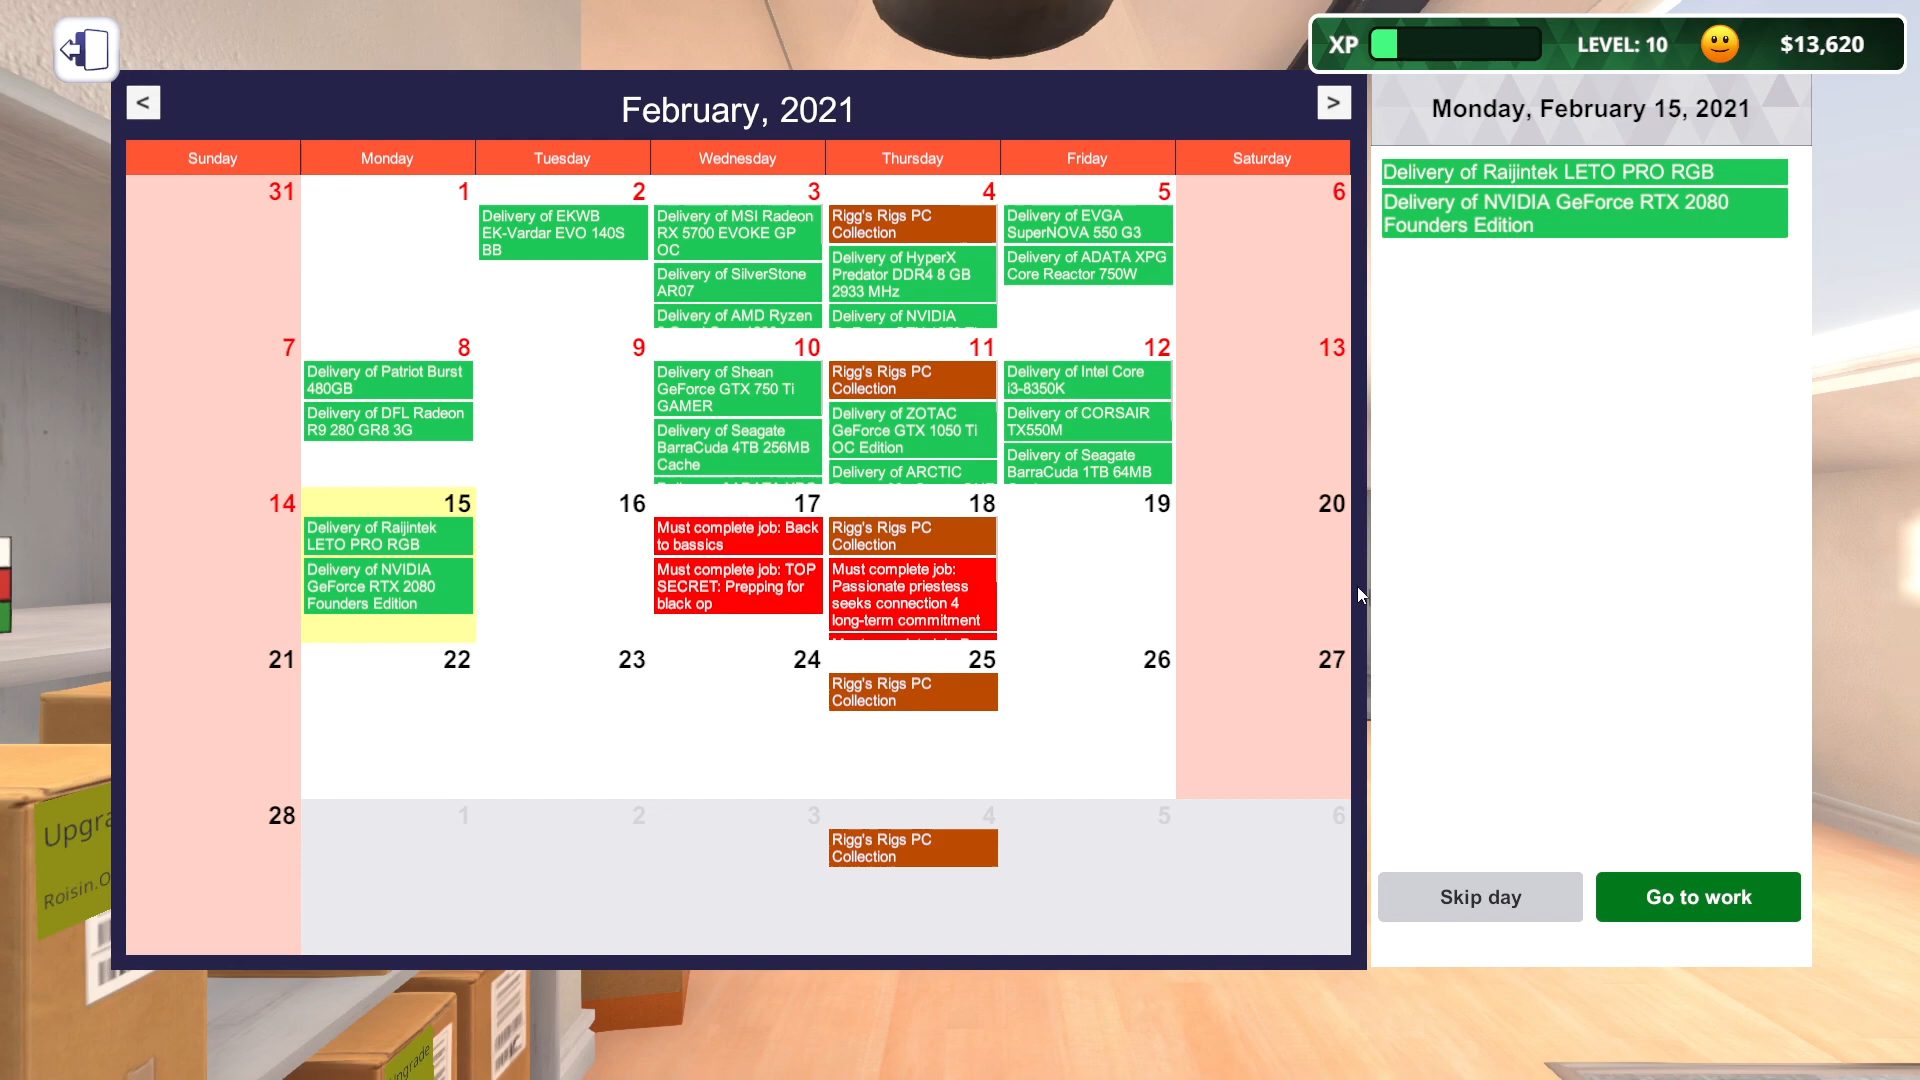 XP
LEVEL: 10
$13,620
<
February, 2021
>
Monday, February 15, 2021
Sunday
Monday
Tuesday
Wednesday
Thursday
Friday
Saturday
31
1
2
Delivery of EKWB
EK-Vardar EVO 140S
BB
3
Delivery of MSI Radeon
RX 5700 EVOKE GP
OC
Delivery of SilverStone
AR07
Delivery of AMD Ryzen
4
Rigg's Rigs PC
Collection
Delivery of HyperX
Predator DDR4 8 GB
2933 MHz
Delivery of NVIDIA
5
Delivery of EVGA
SuperNOVA 550 G3
Delivery of ADATA XPG
Core Reactor 750W
6
7
8
Delivery of Patriot Burst
480GB
Delivery of DFL Radeon
R9 280 GR8 3G
9
10
Delivery of Shean
GeForce GTX 750 Ti
GAMER
Delivery of Seagate
BarraCuda 4TB 256MB
Cache
11
Rigg's Rigs PC
Collection
Delivery of ZOTAC
GeForce GTX 1050 Ti
OC Edition
Delivery of ARCTIC
12
Delivery of Intel Core
i3-8350K
Delivery of CORSAIR
TX550M
Delivery of Seagate
BarraCuda 1TB 64MB
13
14
15
Delivery of Raijintek
LETO PRO RGB
Delivery of NVIDIA
GeForce RTX 2080
Founders Edition
16
17
Must complete job: Back
to bassics
Must complete job: TOP
SECRET: Prepping for
black op
18
Rigg's Rigs PC
Collection
Must complete job:
Passionate priestess
seeks connection 4
long-term commitment
19
20
21
22
23
24
25
Rigg's Rigs PC
Collection
26
27
28
1
2
3
4
Rigg's Rigs PC
Collection
5
6
Delivery of Raijintek LETO PRO RGB
Delivery of NVIDIA GeForce RTX 2080
Founders Edition
Skip day
Go to work
Upgra
Roisin.O
pgrade